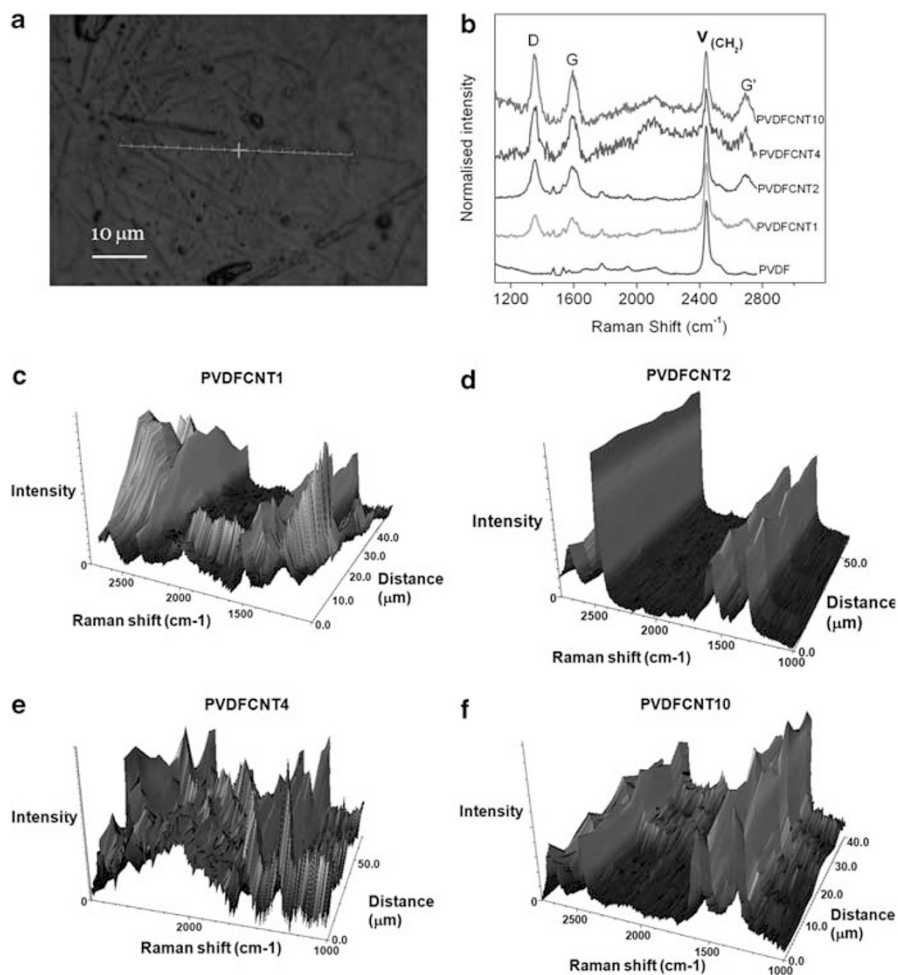 a
10 μm
b
Normalised intensity
D
G
V (CH2)
G'
PVDFCNT10
PVDFCNT4
PVDFCNT2
PVDFCNT1
PVDF
1200 1600 2000 2400 2800
Raman Shift (cm-1)
c
PVDFCNT1
Intensity
0
2500
2000
1500
Raman shift (cm-1)
40.0
30.0
20.0
10.0
0.0
Distance
(μm)
d
PVDFCNT2
Intensity
0
2500
2000
1500
1000
Raman shift (cm-1)
50.0
0.0
Distance
(μm)
e
PVDFCNT4
Intensity
0
2000
1000
Raman shift (cm-1)
50.0
0.0
Distance
(μm)
f
PVDFCNT10
Intensity
0
2500
2000
1500
1000
Raman shift (cm-1)
40.0
30.0
20.0
10.0
0.0
Distance
(μm)